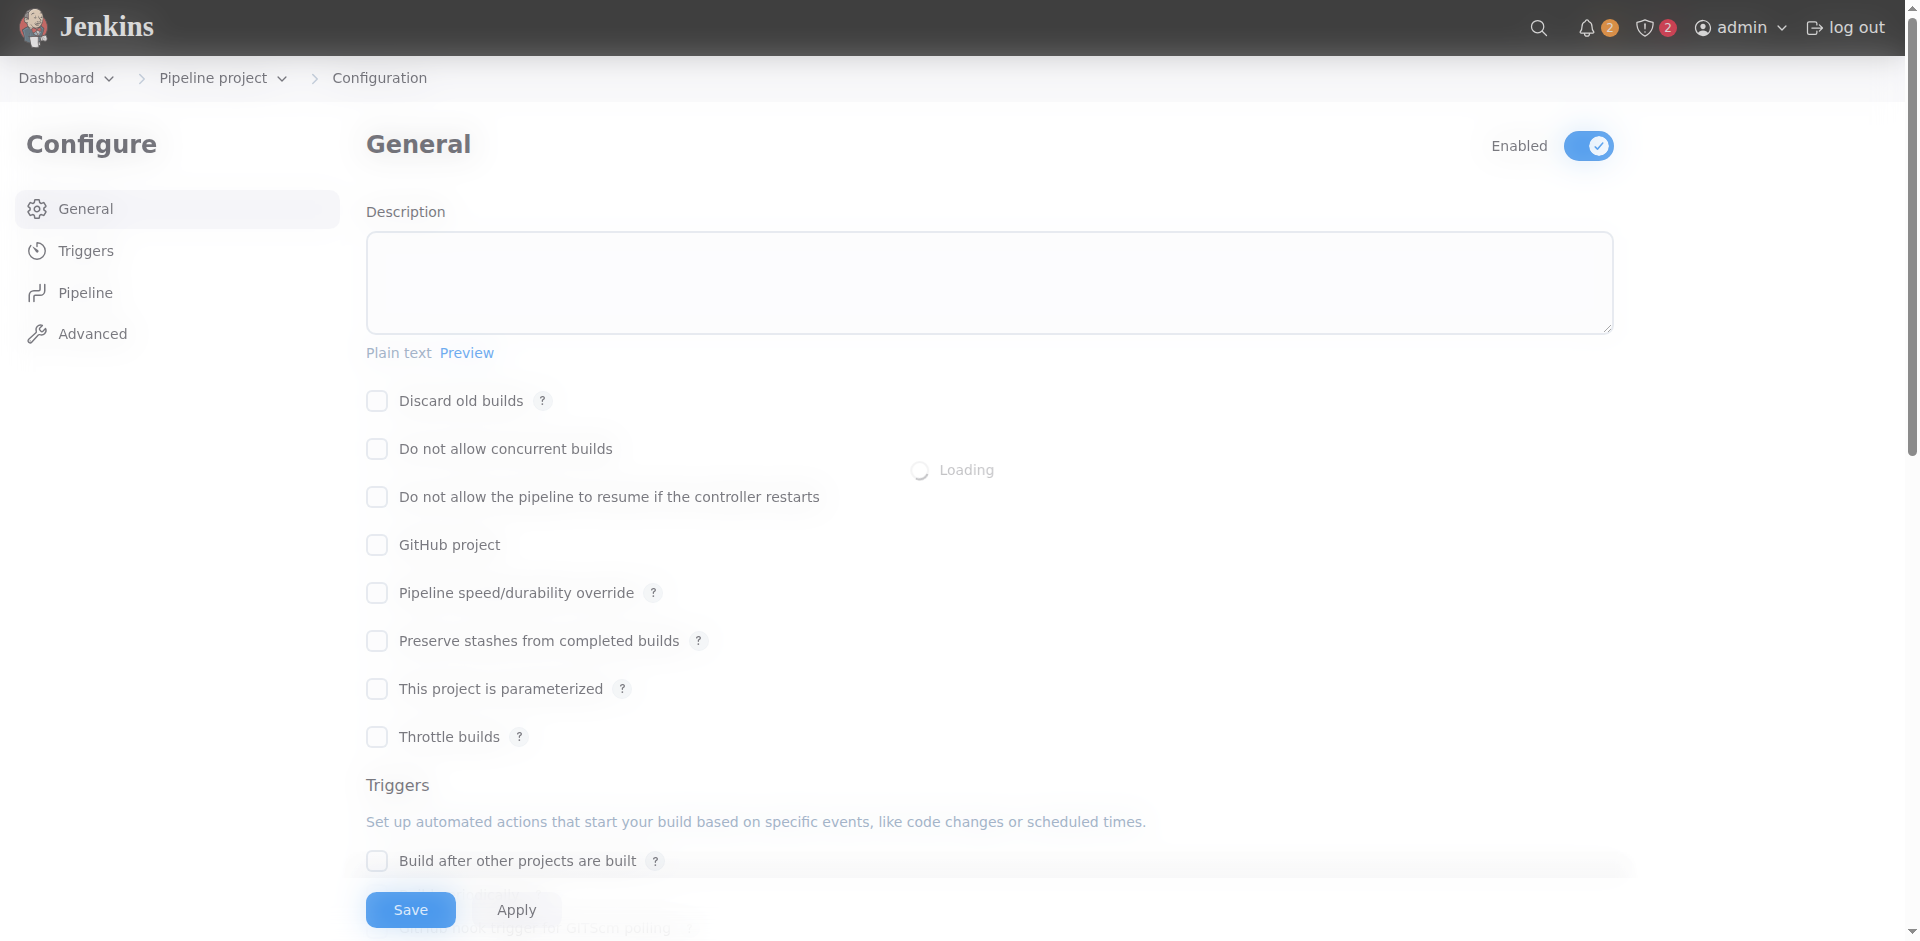 Jenkins
2
2
admin
log out
Dashboard
Pipeline project
Configuration
Configure
General
Triggers
Pipeline
Advanced
General
Enabled
Description
Plain text Preview
Discard old builds ?
Do not allow concurrent builds
Loading
Do not allow the pipeline to resume if the controller restarts
GitHub project
Pipeline speed/durability override ?
Preserve stashes from completed builds ?
This project is parameterized ?
Throttle builds ?
Triggers
Set up automated actions that start your build based on specific events, like code changes or scheduled times.
Build after other projects are built ?
Save
Apply
trigger for GITScm polling